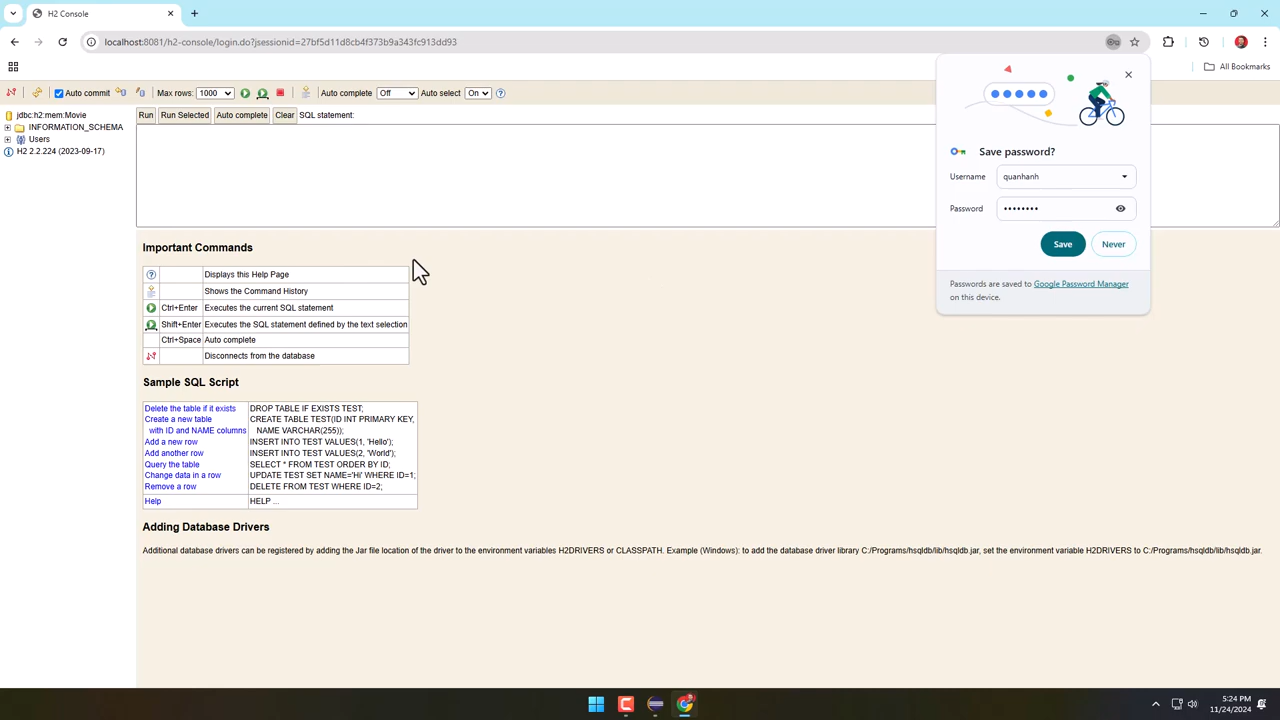 H2 Console
localhost:8081/h2-console/login.do?jsessionid=27bf5d11d8cb4f373b9a343fc913dd93
All Bookmarks
Auto commit
Max rows: 1000
Auto complete Off
Auto select On
jdbc:h2:mem:Movie
INFORMATION_SCHEMA
Users
H2 2.2.224 (2023-09-17)
Run Run Selected Auto complete Clear SQL statement:
Save password?
Username quanhanh
Password ••••••••
Save Never
Passwords are saved to Google Password Manager
on this device.
Important Commands
Displays this Help Page
Shows the Command History
Ctrl+Enter Executes the current SQL statement
Shift+Enter Executes the SQL statement defined by the text selection
Ctrl+Space Auto complete
Disconnects from the database
Sample SQL Script
Delete the table if it exists DROP TABLE IF EXISTS TEST;
Create a new table CREATE TABLE TEST(ID INT PRIMARY KEY,
with ID and NAME columns NAME VARCHAR(255));
Add a new row INSERT INTO TEST VALUES(1, 'Hello');
Add another row INSERT INTO TEST VALUES(2, 'World');
Query the table SELECT * FROM TEST ORDER BY ID;
Change data in a row UPDATE TEST SET NAME='Hi' WHERE ID=1;
Remove a row DELETE FROM TEST WHERE ID=2;
Help HELP ...
Adding Database Drivers
Additional database drivers can be registered by adding the Jar file location of the driver to the environment variables H2DRIVERS or CLASSPATH. Example (Windows): to add the database driver library C:/Programs/hsqldb/lib/hsqldb.jar, set the environment variable H2DRIVERS to C:/Programs/hsqldb/lib/hsqldb.jar.
5:24 PM
11/24/2024